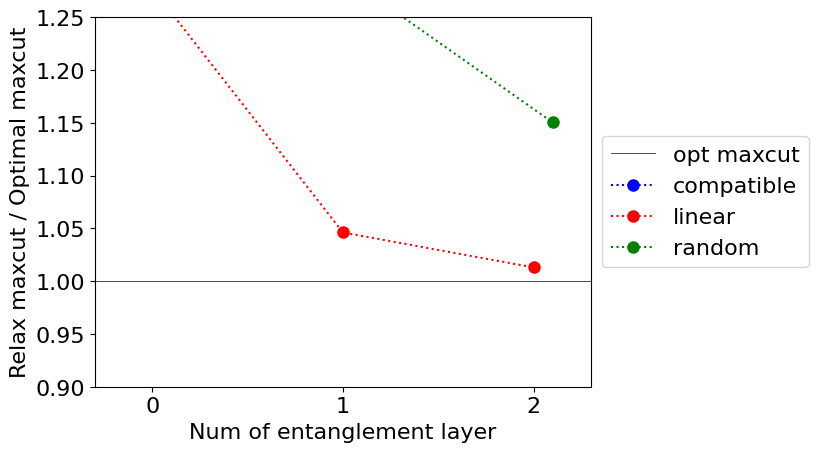 Relax maxcut / Optimal maxcut
1.25
1.20
1.15
1.10
1.05
1.00
0.95
0.90
0
1
2
Num of entanglement layer
opt maxcut
compatible
linear
random